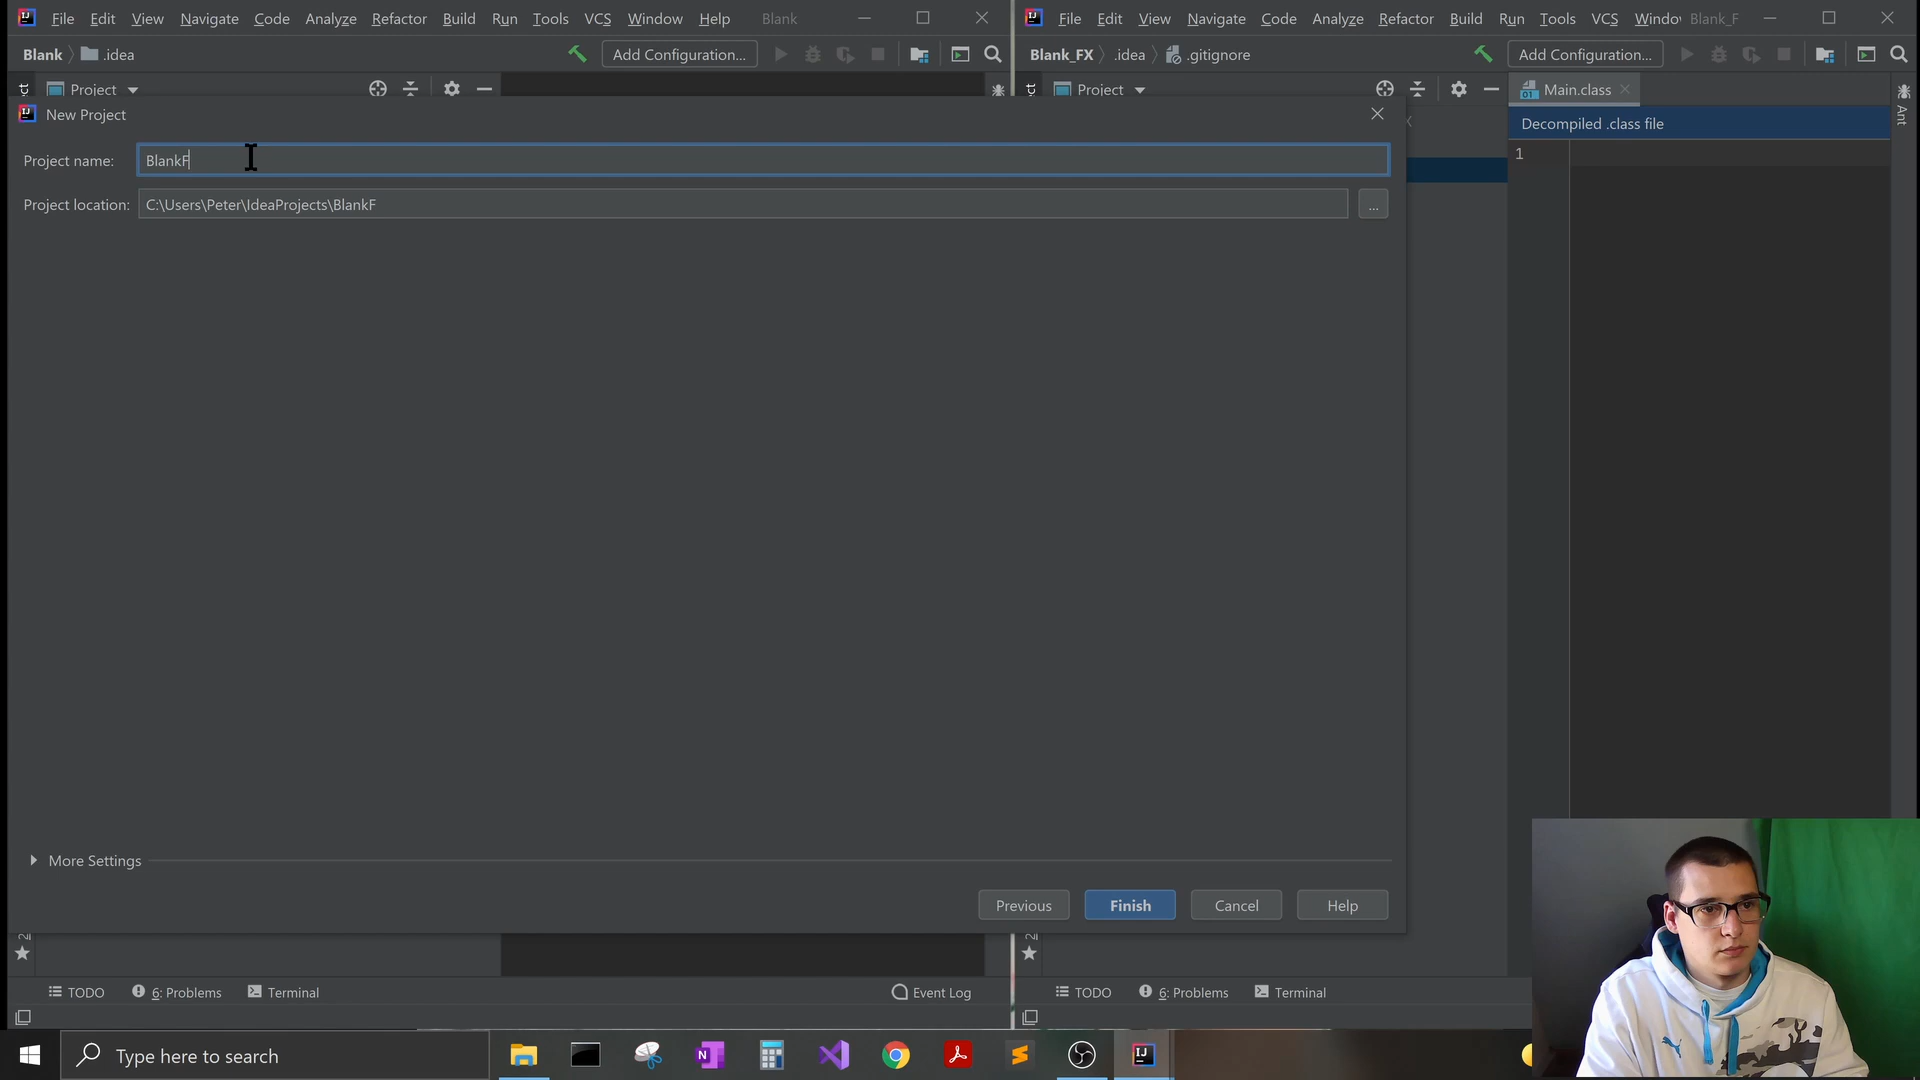 File Edit View Navigate Code Analyze Refactor Build Run Tools VCS Window Help Blank
Blank .idea Add Configuration...
Project
New Project
Project name: BlankF
Project location: C:\Users\Peter\IdeaProjects\BlankF ...
More Settings
Previous Finish Cancel Help
TODO 6: Problems Terminal Event Log
File Edit View Navigate Code Analyze Refactor Build Run Tools VCS Windo Blank_F
Blank_FX .idea .gitignore Add Configuration...
Project Main.class
Decompiled .class file
1
Ant
TODO 6: Problems Terminal
Type here to search